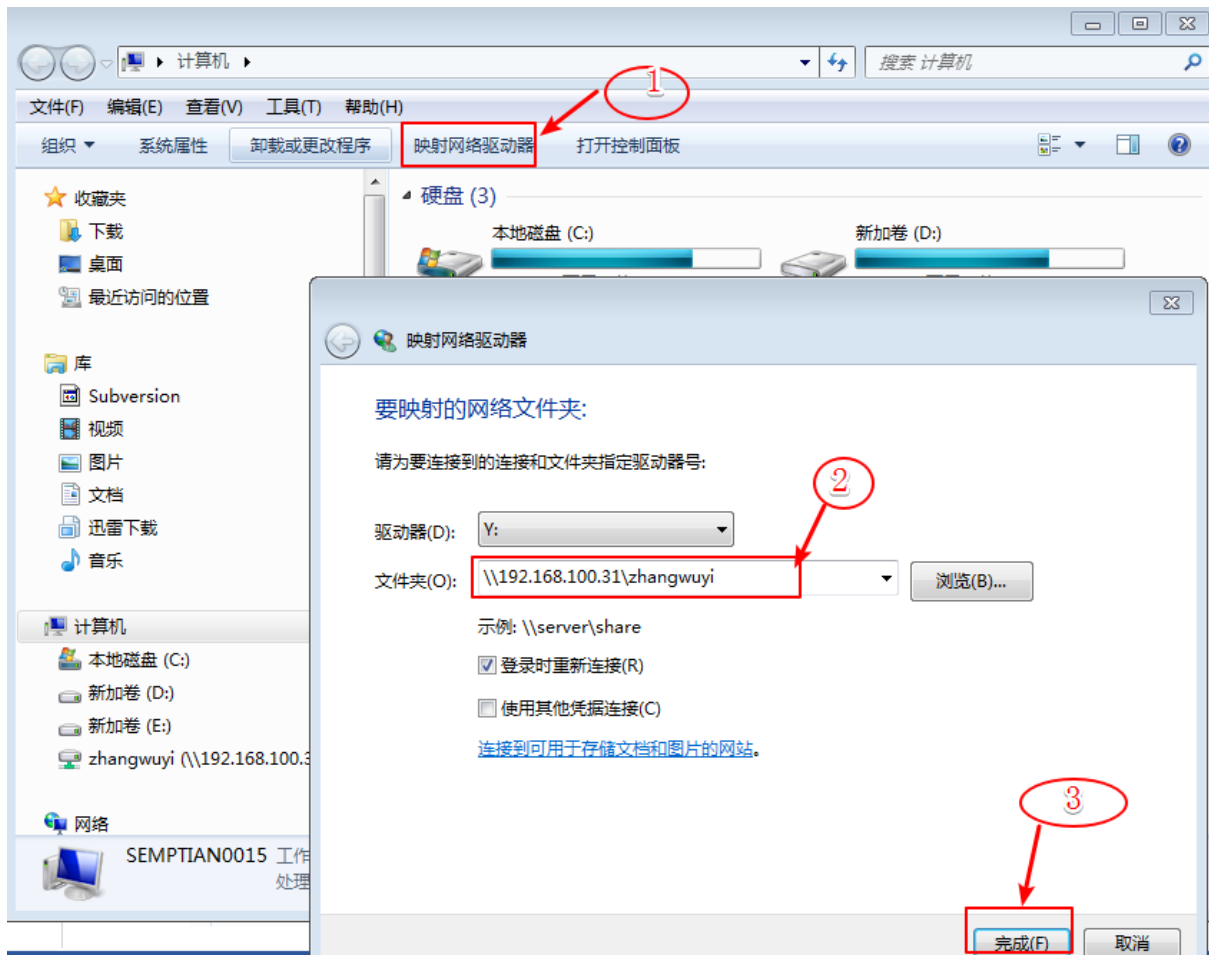 计算机
搜索 计算机
1
文件(F) 编辑(E) 查看(V) 工具(T) 帮助(H)
组织 系统属性 卸载或更改程序 映射网络驱动器 打开控制面板
收藏夹
下载
桌面
最近访问的位置
库
Subversion
视频
图片
文档
迅雷下载
音乐
计算机
本地磁盘 (C:)
新加卷 (D:)
新加卷 (E:)
zhangwuyi (\\192.168.100.3
网络
SEMPTIAN0015 工作
处理
硬盘 (3)
本地磁盘 (C:)
新加卷 (D:)
映射网络驱动器
要映射的网络文件夹:
请为要连接到的连接和文件夹指定驱动器号:
2
驱动器(D): Y:
文件夹(O): \\192.168.100.31\zhangwuyi 浏览(B)...
示例: \\server\share
登录时重新连接(R)
使用其他凭据连接(C)
连接到可用于存储文档和图片的网站。
3
完成(F) 取消